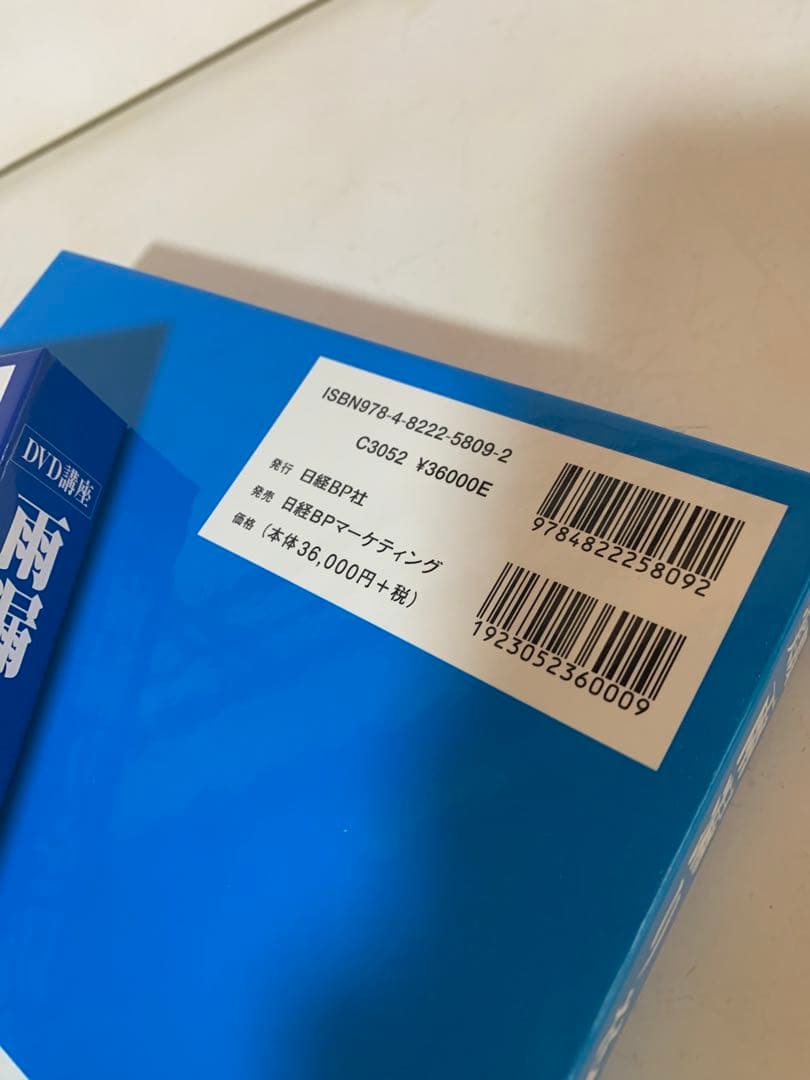 ISBN978-4-8222-5809-2
C3052 ¥36000E
発行 日経BP社
発売 日経BPマーケティング
価格 (本体36,000円+税)
9784822258092
1923052360009
DVD講座
雨漏